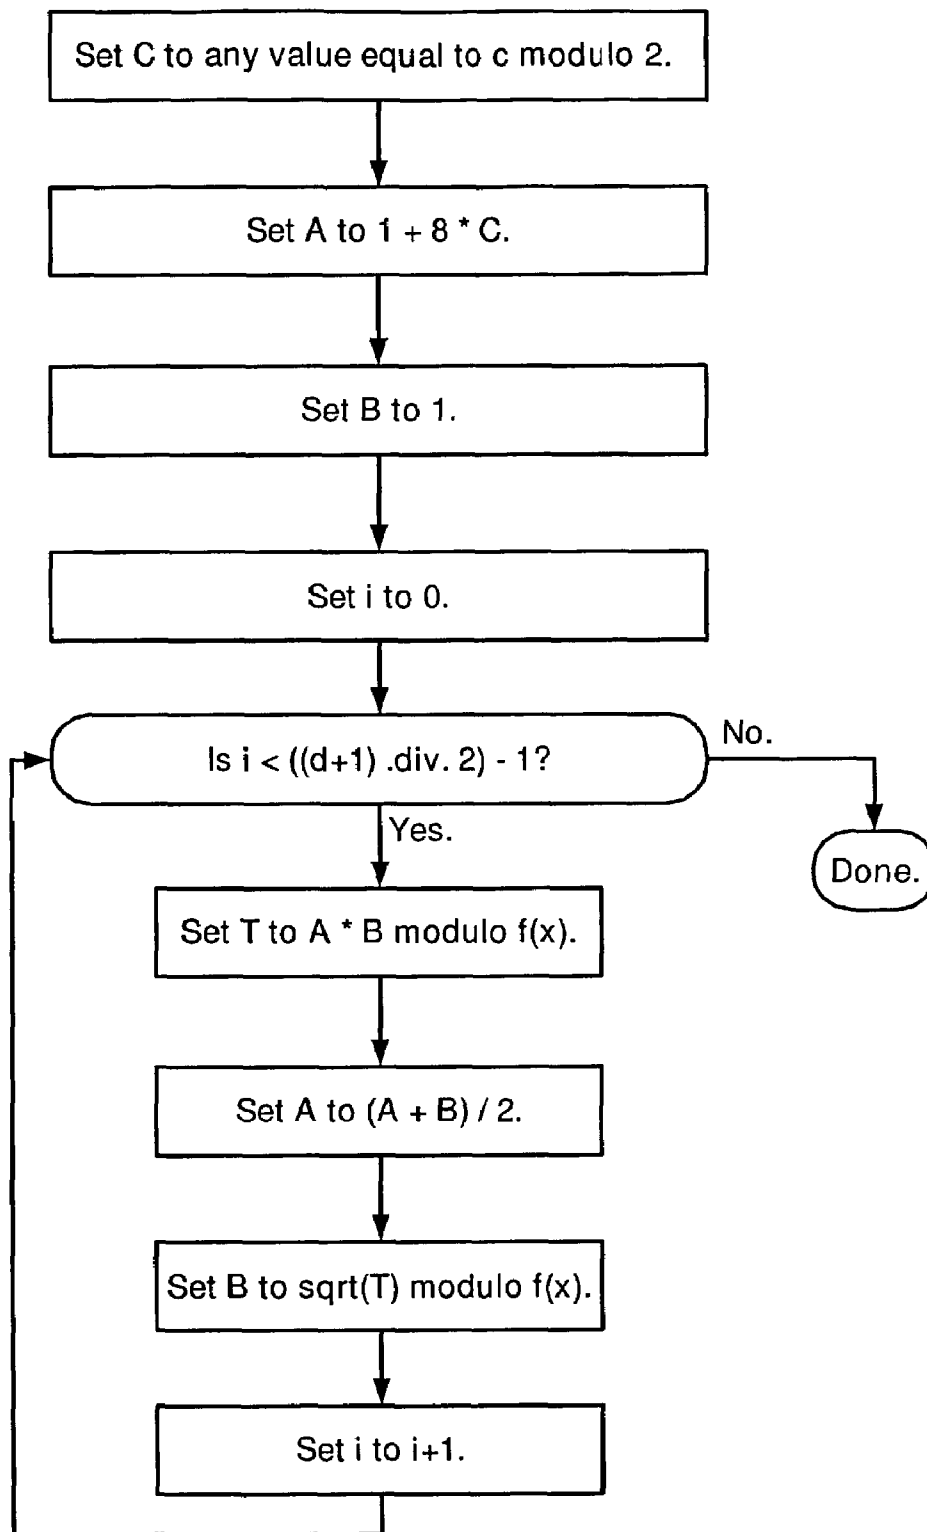 Set C to any value equal to c modulo 2.
Set A to 1 + 8 * C.
Set B to 1.
Set i to 0.
Is i < ((d+1) .div. 2) - 1?
No.
Yes.
Done.
Set T to A * B modulo f(x).
Set A to (A + B) / 2.
Set B to sqrt(T) modulo f(x).
Set i to i+1.